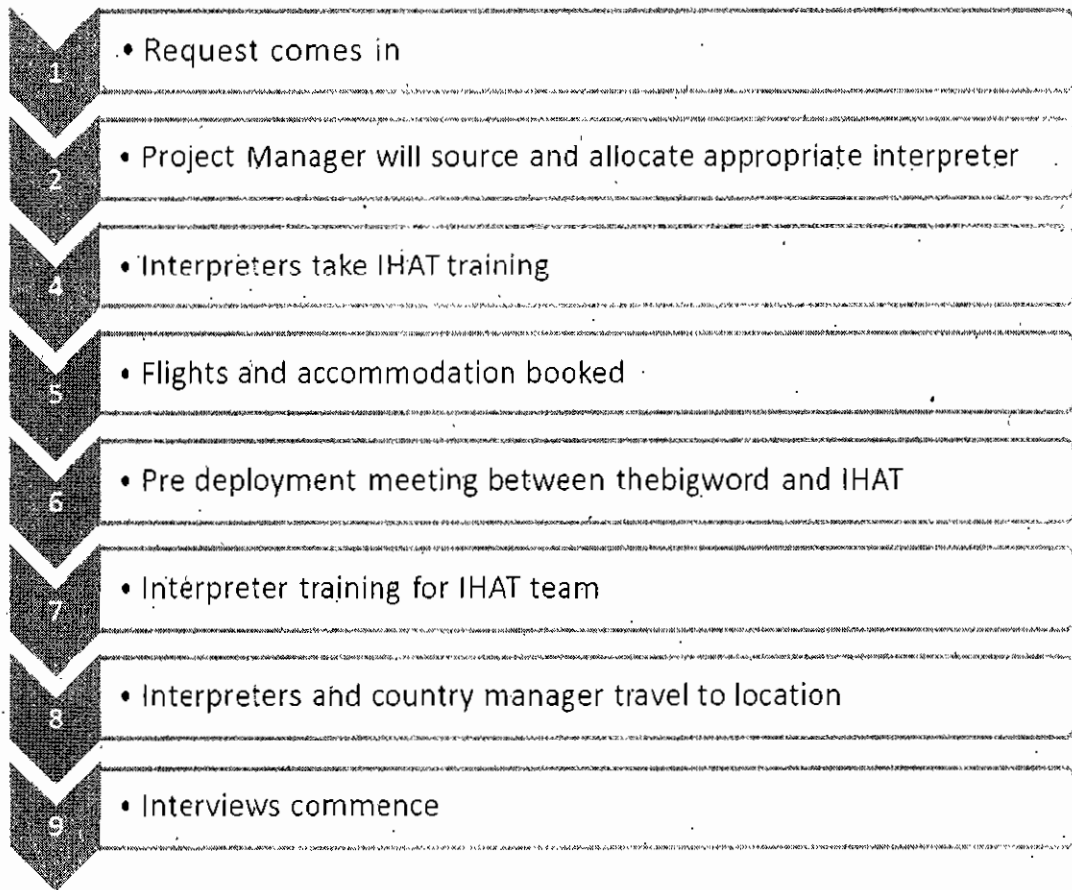 1
• Request comes in
2
• Project Manager will source and allocate appropriate interpreter
4
• Interpreters take IHAT training
5
• Flights and accommodation booked
6
• Pre deployment meeting between thebigword and IHAT
7
• Interpreter training for IHAT team
8
• Interpreters and country manager travel to location
9
• Interviews commence